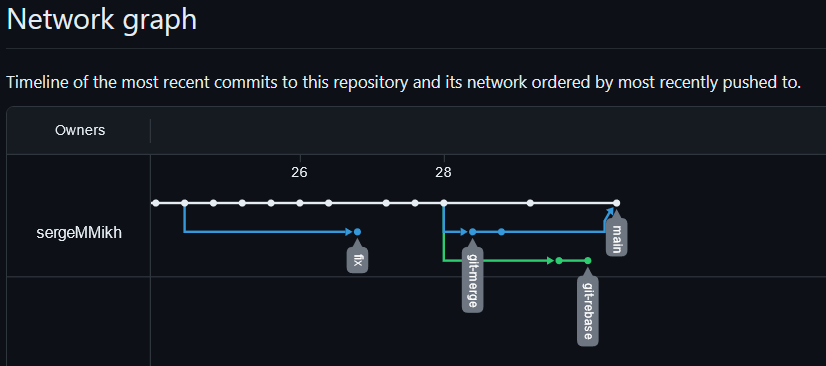 Network graph
Timeline of the most recent commits to this repository and its network ordered by most recently pushed to.
Owners
26
28
sergeMMikh
fix
git-merge
git-rebase
main